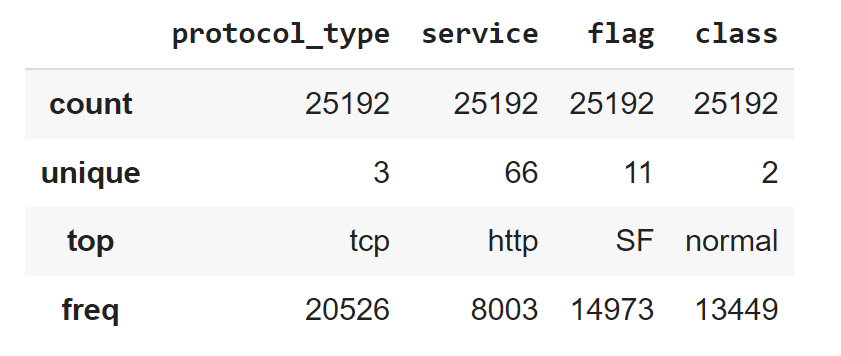 protocol_type service flag class
count 25192 25192 25192 25192
unique 3 66 11 2
top tcp http SF normal
freq 20526 8003 14973 13449